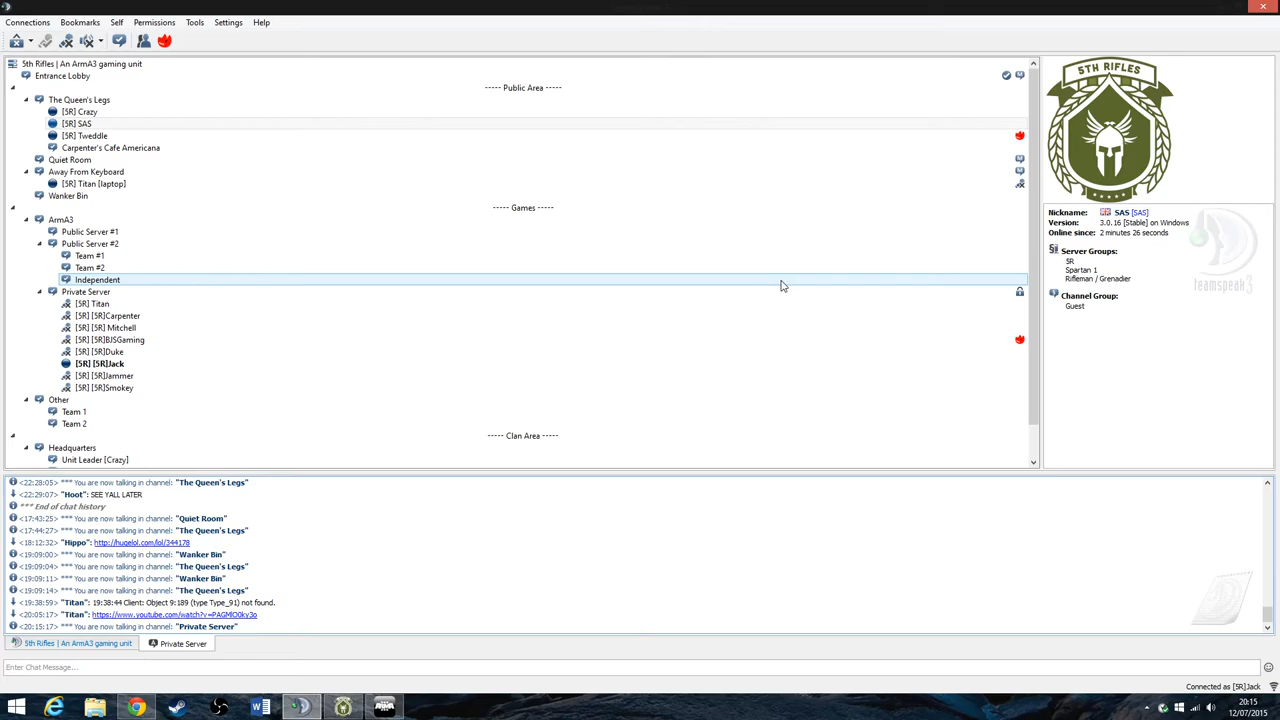 Connections Bookmarks Self Permissions Tools Settings Help
5th Rifles | An ArmA3 gaming unit
Entrance Lobby
----- Public Area -----
The Queen's Legs
[5R] Crazy
[5R] SAS
[5R] Tweddle
Carpenter's Cafe Americana
Quiet Room
Away From Keyboard
[5R] Titan [laptop]
Wanker Bin
----- Games -----
ArmA3
Public Server #1
Public Server #2
Team #1
Team #2
Independent
Private Server
[5R] Titan
[5R] [5R]Carpenter
[5R] [5R] Mitchell
[5R] [5R]BJSGaming
[5R] [5R]Duke
[5R] [5R]Jack
[5R] [5R]Jammer
[5R] [5R]Smokey
Other
Team 1
Team 2
----- Clan Area -----
Headquarters
Unit Leader [Crazy]
5TH RIFLES
Nickname: SAS [SAS]
Version: 3.0.16 [Stable] on Windows
Online since: 2 minutes 26 seconds
Server Groups:
5R
Spartan 1
Rifleman / Grenadier
Channel Group:
Guest
teamspeak3
<22:28:05> *** You are now talking in channel: "The Queen's Legs"
<22:29:07> "Hoot": SEE YALL LATER
*** End of chat history
<17:43:25> *** You are now talking in channel: "Quiet Room"
<17:44:27> *** You are now talking in channel: "The Queen's Legs"
<18:12:32> "Hippo": http://hugelol.com/lol/344178
<19:09:00> *** You are now talking in channel: "Wanker Bin"
<19:09:04> *** You are now talking in channel: "The Queen's Legs"
<19:09:11> *** You are now talking in channel: "Wanker Bin"
<19:09:14> *** You are now talking in channel: "The Queen's Legs"
<19:38:59> "Titan": 19:38:44 Client: Object 9:189 (type Type_91) not found.
<20:05:17> "Titan": https://www.youtube.com/watch?v=PAGMlO0ky3o
<20:15:17> *** You are now talking in channel: "Private Server"
5th Rifles | An ArmA3 gaming unit Private Server
Enter Chat Message...
Connected as [5R]Jack
20:15
12/07/2015